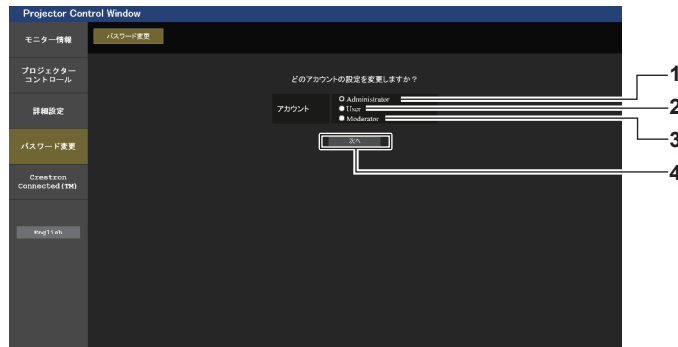 Projector Control Window
モニター情報
パスワード変更
プロジェクター
コントロール
どのアカウントの設定を変更しますか？
アカウント
Administrator
User
Moderator
1
2
3
4
詳細設定
次へ
パスワード変更
Crestron
Connected(TM)
English